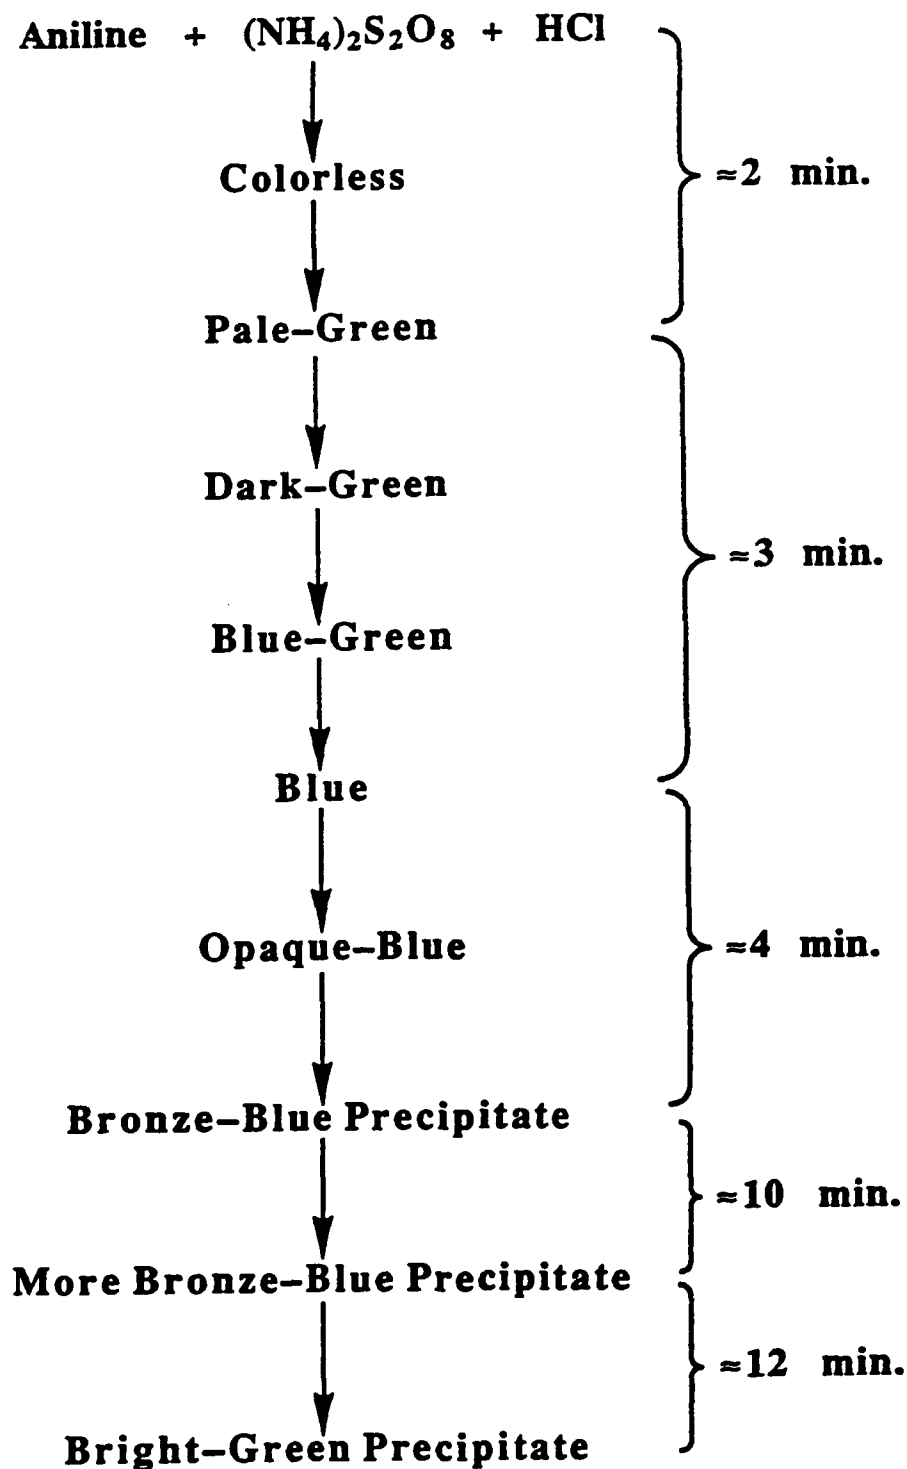 Aniline + (NH₄)₂S₂O₈ + HCl
Colorless
≈2 min.
Pale–Green
Dark–Green
≈3 min.
Blue–Green
Blue
Opaque–Blue
≈4 min.
Bronze–Blue Precipitate
≈10 min.
More Bronze–Blue Precipitate
≈12 min.
Bright–Green Precipitate